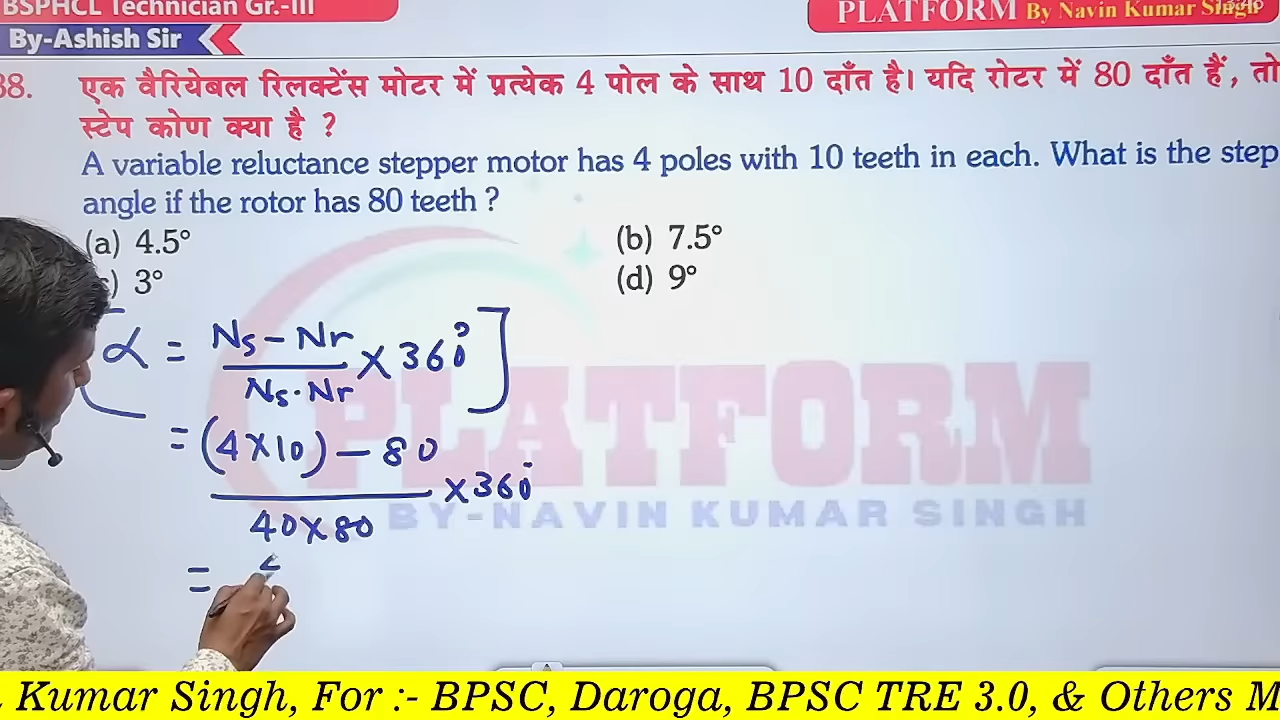 BSPHCL Technician Gr.-III
PLATFORM By Navin Kumar Singh
By-Ashish Sir
38. एक वैरियेबल रिलक्टेंस मोटर में प्रत्येक 4 पोल के साथ 10 दाँत है। यदि रोटर में 80 दाँत हैं, तो
स्टेप कोण क्या है ?
A variable reluctance stepper motor has 4 poles with 10 teeth in each. What is the step
angle if the rotor has 80 teeth ?
(a) 4.5° (b) 7.5°
) 3° (d) 9°
α = Ns - Nr / Ns . Nr × 360°
= (4×10) - 80 / 40×80 × 360°
=
PLATFORM
BY-NAVIN KUMAR SINGH
Kumar Singh, For :- BPSC, Daroga, BPSC TRE 3.0, & Others M